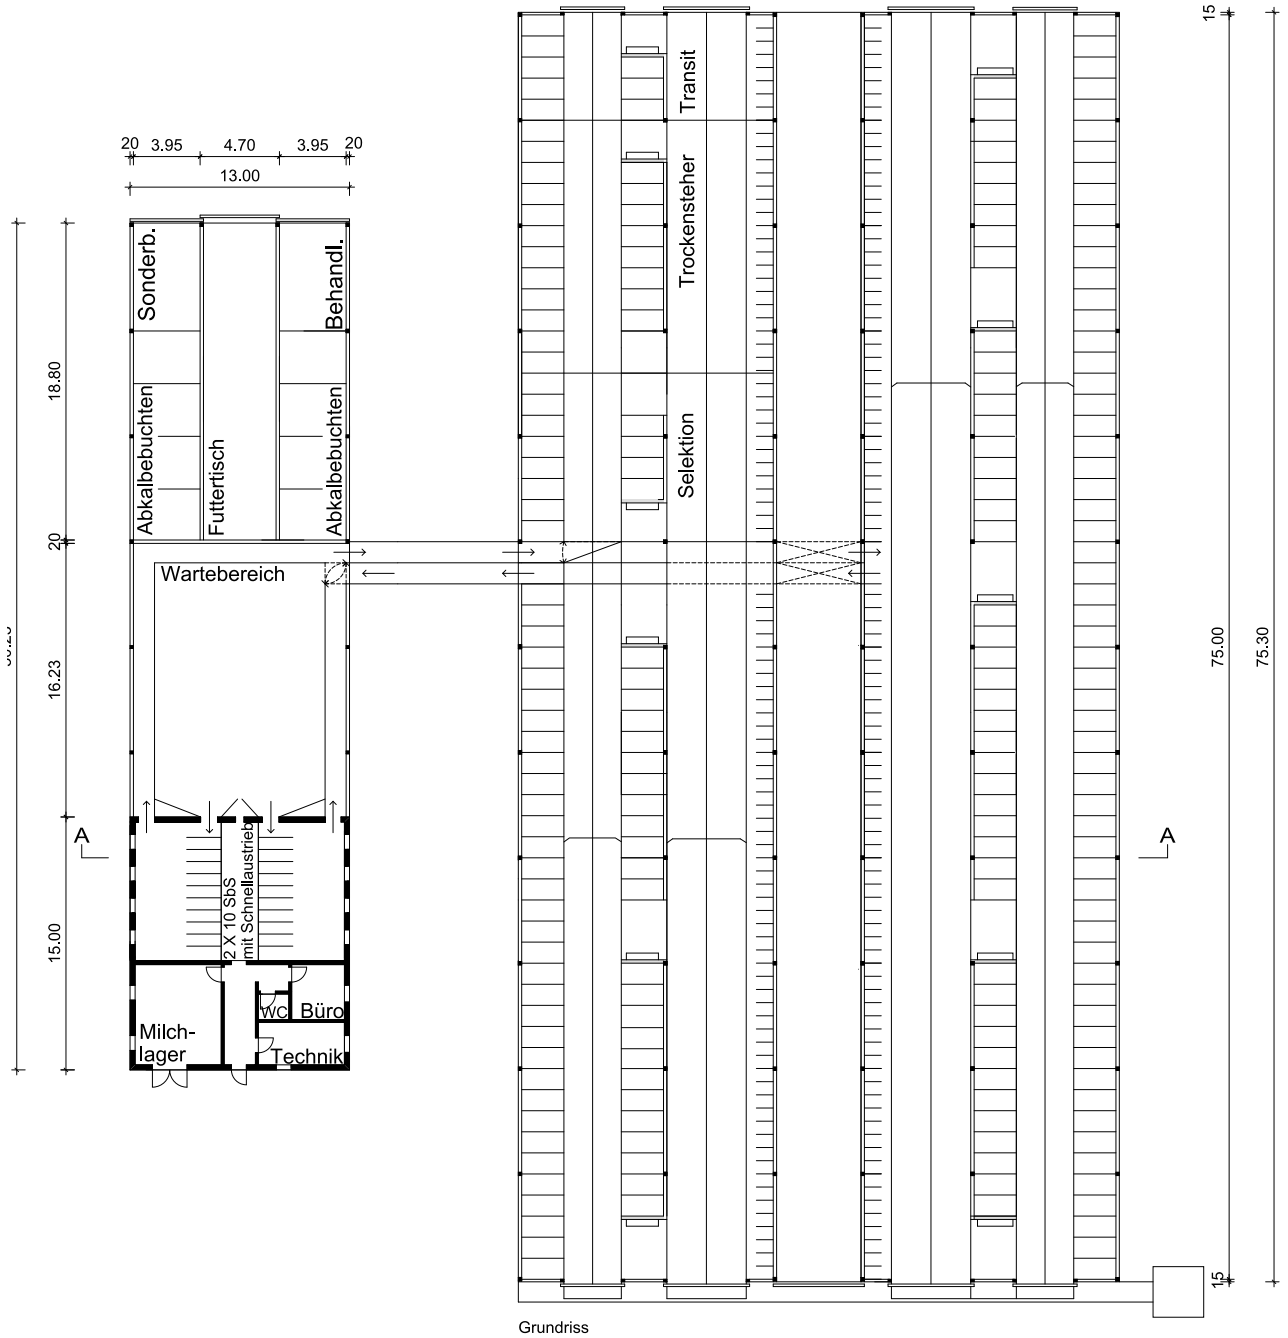 15
Transit
20 3.95 4.70 3.95 20
13.00
Trockensteher
Sonderb.
Behandl.
18.80
Abkalbebuchten
Futtertisch
Abkalbebuchten
Selektion
20
Wartebereich
16.23
75.00
75.30
A
A
2 X 10 SbS
mit Schnellaustrieb
15.00
WC
Büro
Milch-
lager
Technik
15
Grundriss